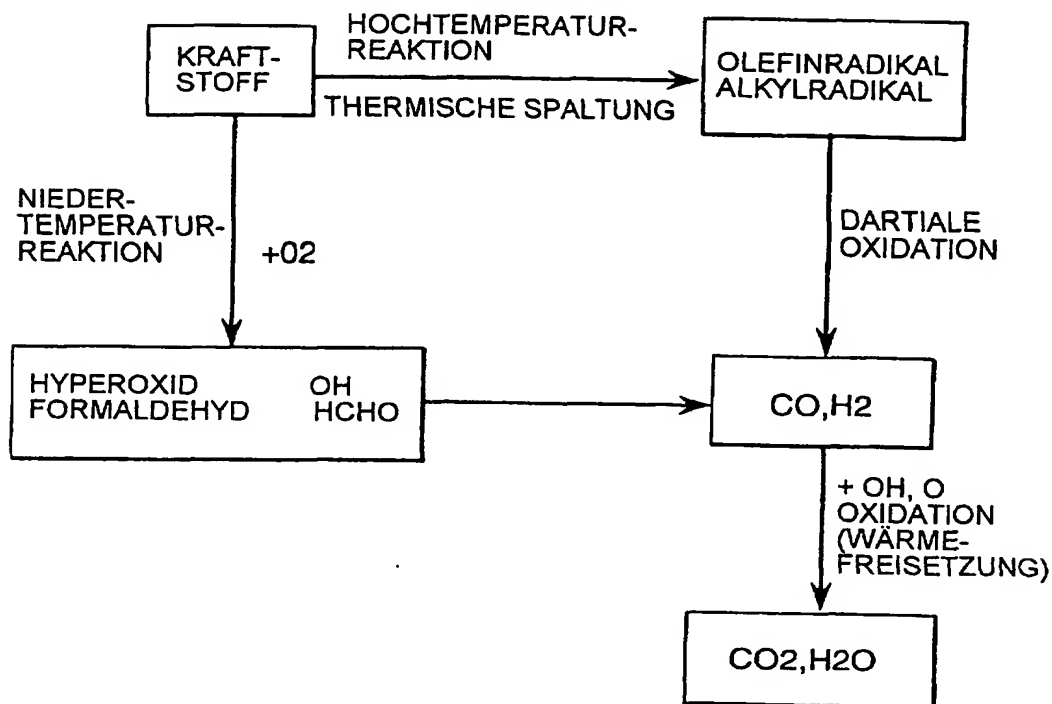 KRAFT-
STOFF
HOCHTEMPERATUR-
REAKTION
THERMISCHE SPALTUNG
OLEFINRADIKAL
ALKYLRADIKAL
NIEDER-
TEMPERATUR-
REAKTION
+02
DARTIALE
OXIDATION
HYPEROXID OH
FORMALDEHYD HCHO
CO,H2
+ OH, O
OXIDATION
(WÄRME-
FREISETZUNG)
CO2,H2O